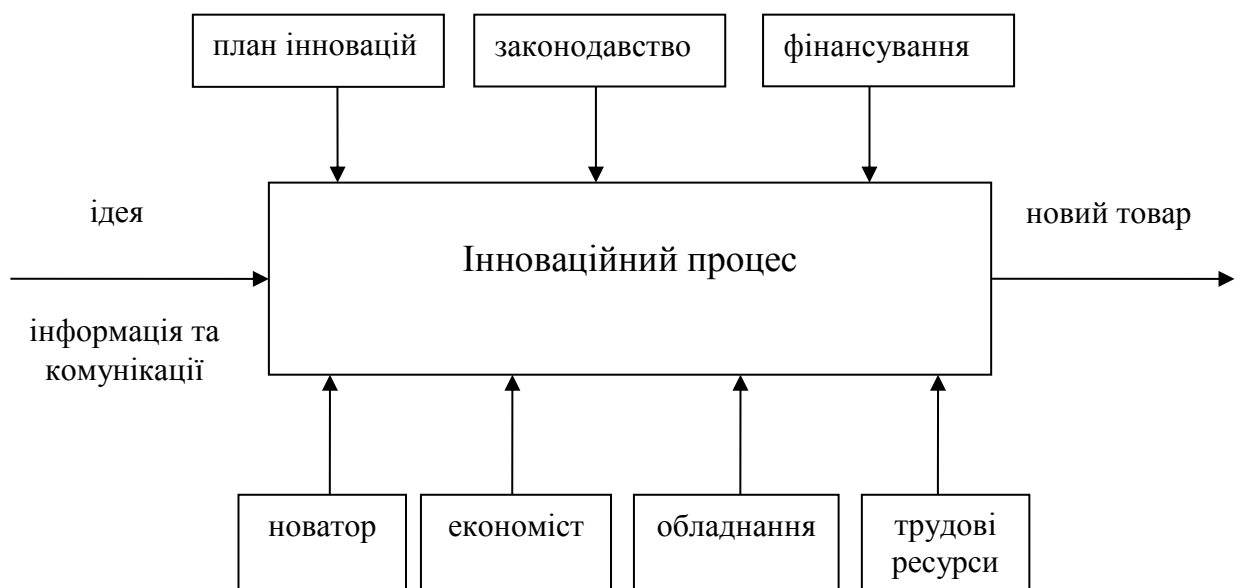 план інновацій
законодавство
фінансування
ідея
новий товар
Інноваційний процес
інформація та
комунікації
новатор
економіст
обладнання
трудові
ресурси